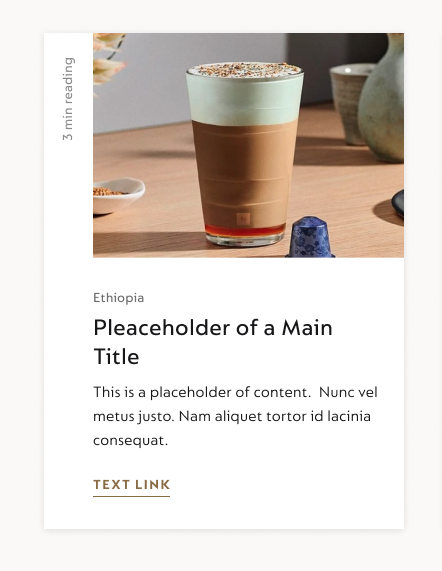 3 min reading
Ethiopia
Pleaceholder of a Main
Title
This is a placeholder of content.  Nunc vel
metus justo. Nam aliquet tortor id lacinia
consequat.
TEXT LINK